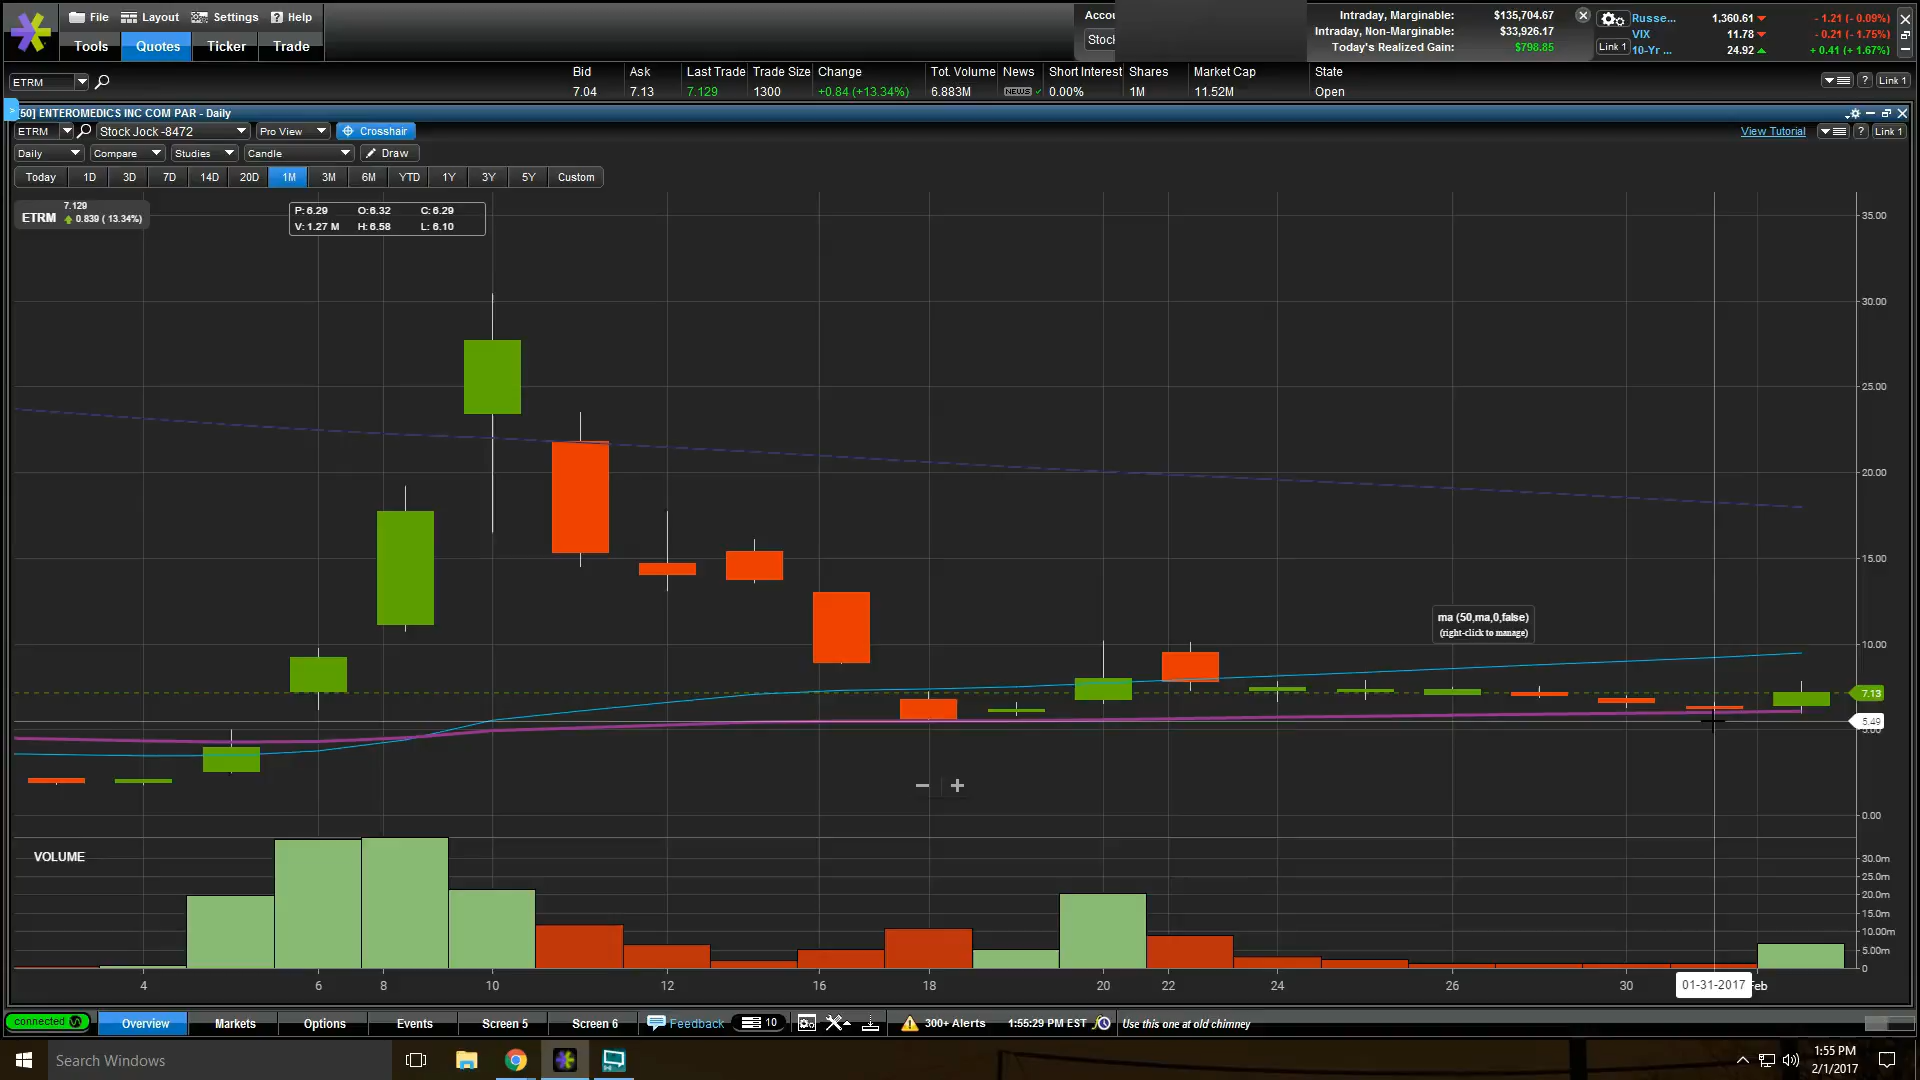 File Layout Settings ? Help
Tools Quotes Ticker Trade
Accou
Stock
Intraday, Marginable: $135,704.67
Intraday, Non-Marginable: $33,926.17
Today's Realized Gain: $798.85
Link 1
Russe... 1,360.61 - 1.21 (- 0.09%)
VIX 11.78 - 0.21 (- 1.75%)
10-Yr ... 24.92 + 0.41 (+ 1.67%)
ETRM
Bid Ask Last Trade Trade Size Change Tot. Volume News Short Interest Shares Market Cap State
7.04 7.13 7.129 1300 +0.84 (+13.34%) 6.883M NEWS 0.00% 1M 11.52M Open
? Link 1
[50] ENTEROMEDICS INC COM PAR - Daily
ETRM Stock Jock -8472 Pro View Crosshair
View Tutorial ? Link 1
Daily Compare Studies Candle Draw
Today 1D 3D 7D 14D 20D 1M 3M 6M YTD 1Y 3Y 5Y Custom
ETRM 7.129
0.839 ( 13.34%)
P: 6.29 O: 6.32 C: 6.29
V: 1.27 M H: 6.58 L: 6.10
35.00
30.00
25.00
20.00
15.00
ma (50,ma,0,false)
(right-click to manage)
10.00
7.13
5.49
5.00
0.00
VOLUME
30.0m
25.0m
20.0m
15.0m
10.00m
5.00m
0
4 6 8 10 12 16 18 20 22 24 26 30 01-31-2017 Feb
connected Overview Markets Options Events Screen 5 Screen 6 Feedback 10 300+ Alerts 1:55:29 PM EST Use this one at old chimney
Search Windows
1:55 PM
2/1/2017